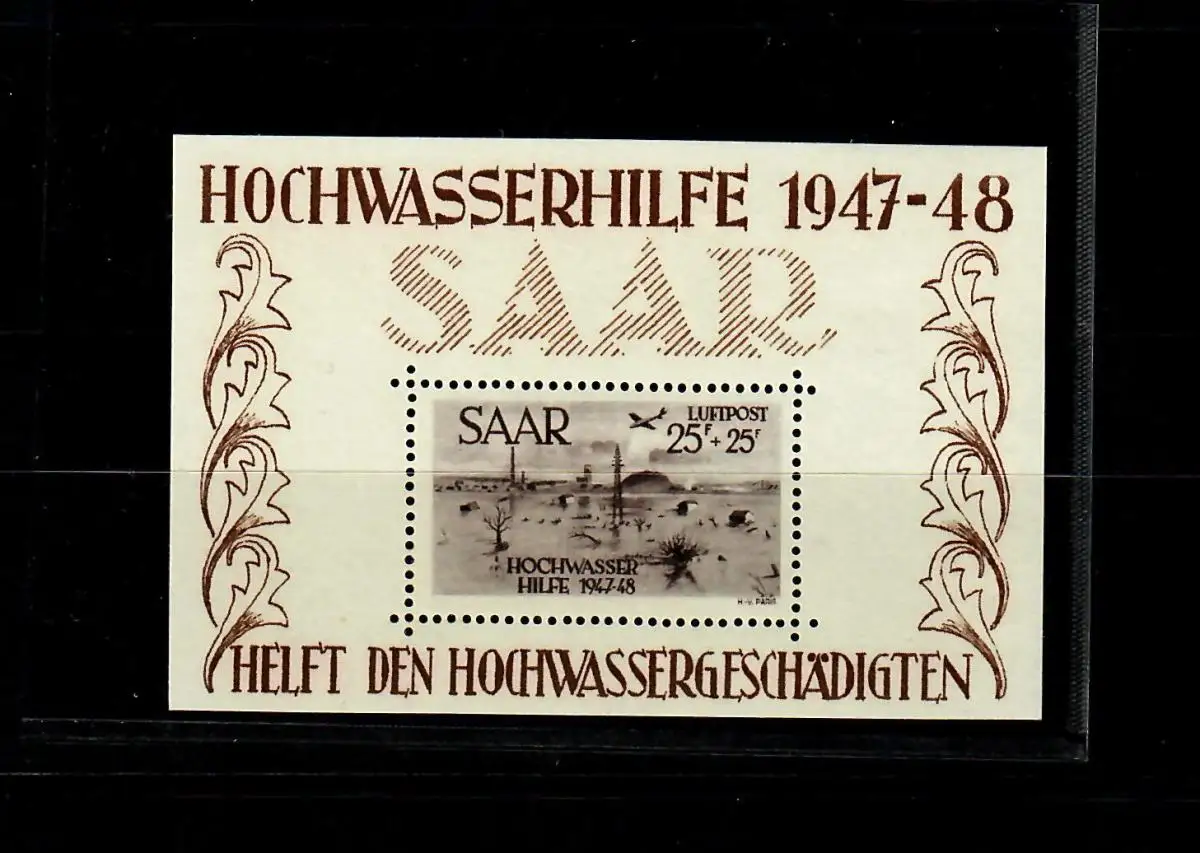 HOCHWASSERHILFE 1947-48
SAAR
SAAR
LUFTPOST
25F + 25F
HOCHWASSER
HILFE 1947-48
H-V. PARIS
HELFT DEN HOCHWASSERGESCHÄDIGTEN